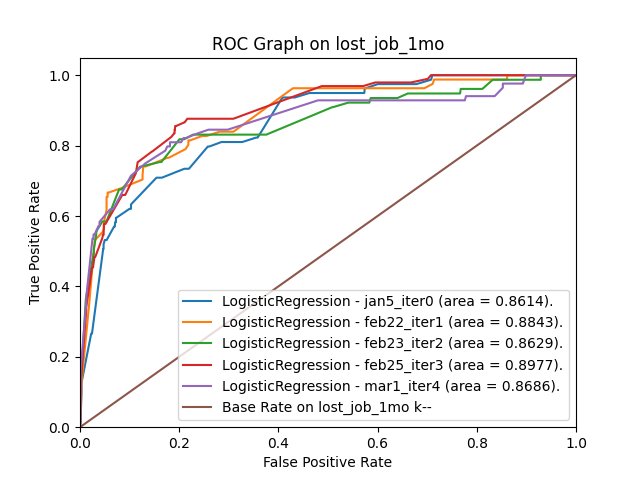 ROC Graph on lost_job_1mo
True Positive Rate
1.0
0.8
0.6
0.4
0.2
0.0
LogisticRegression - jan5_iter0 (area = 0.8614).
LogisticRegression - feb22_iter1 (area = 0.8843).
LogisticRegression - feb23_iter2 (area = 0.8629).
LogisticRegression - feb25_iter3 (area = 0.8977).
LogisticRegression - mar1_iter4 (area = 0.8686).
Base Rate on lost_job_1mo k--
0.0 0.2 0.4 0.6 0.8 1.0
False Positive Rate